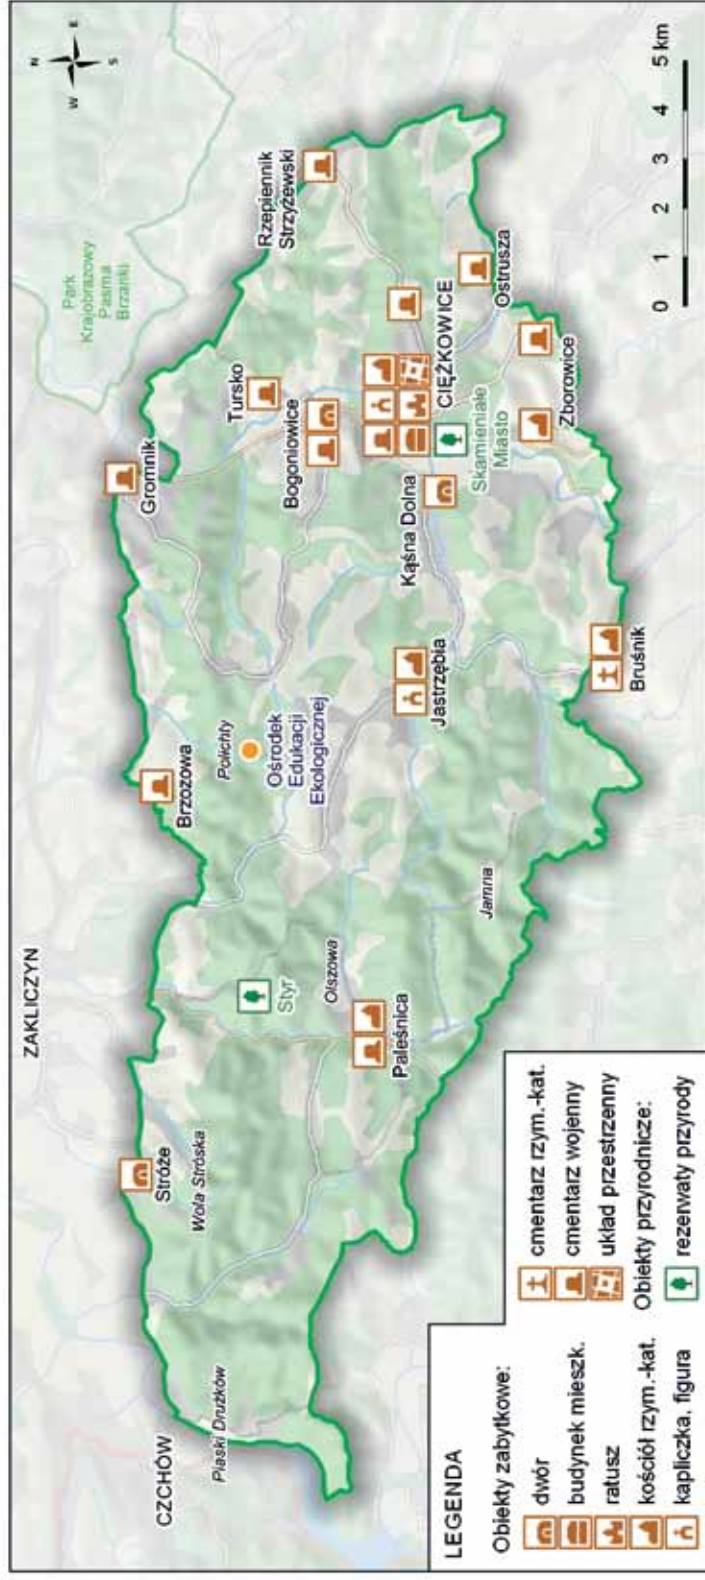 ZAKLICZYN
N
W
E
S
Park
Krajobrazowy
Pasma
Brzanki
CZCHÓW
Piaski Drużków
Stróże
Wola Stróska
Styr
Olszowa
Paleśnica
Brzozowa
Polichty
Ośrodek
Edukacji
Ekologicznej
Jamna
Gromnik
Tursko
Bogoniowice
Rzepiennik
Strzyżewski
CIĘŻKOWICE
Skamieniałe
Miasto
Kąśna Dolna
Jastrzębia
Ostrusza
Zborowice
Bruśnik
0 1 2 3 4 5 km
LEGENDA
Obiekty zabytkowe:
dwór
budynek mieszk.
ratusz
kościół rzym.-kat.
kapliczka, figura
cmentarz rzym.-kat.
cmentarz wojenny
układ przestrzenny
Obiekty przyrodnicze:
rezerwaty przyrody